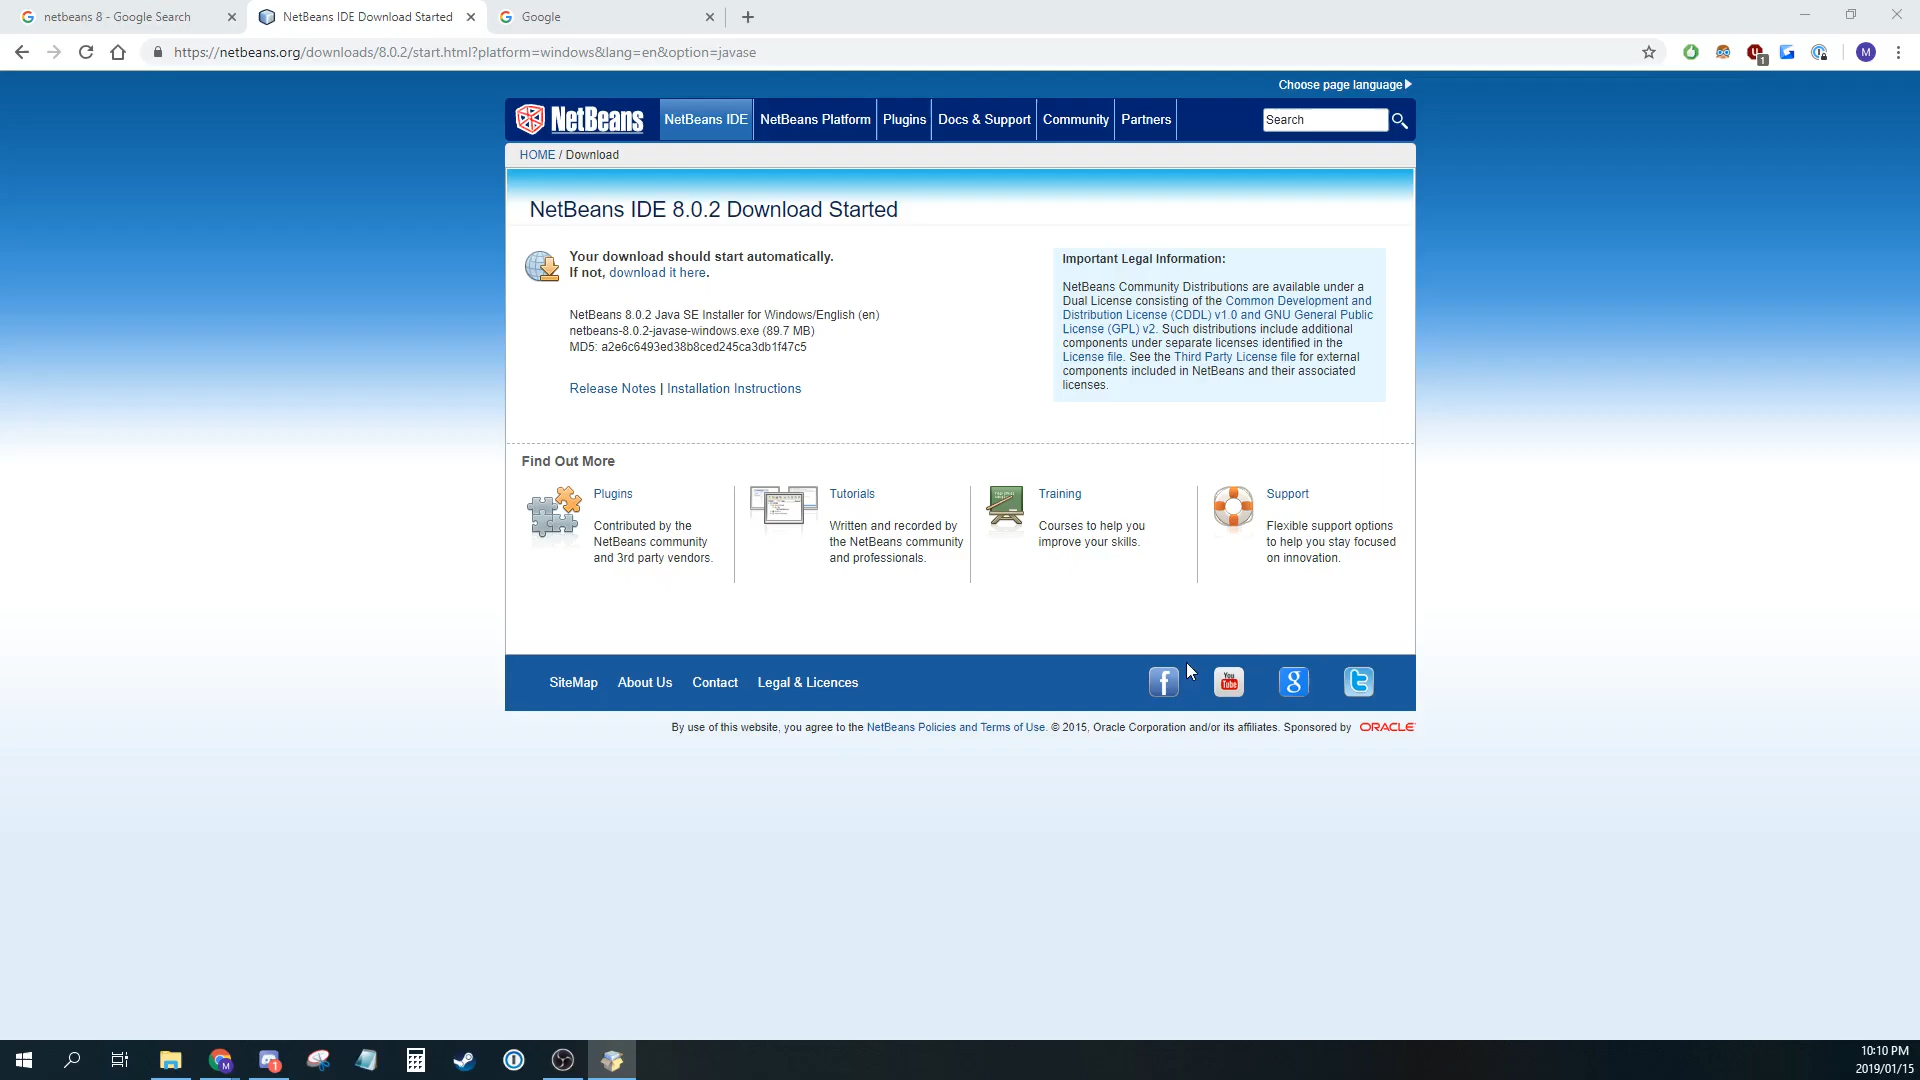 netbeans 8 - Google Search
NetBeans IDE Download Started
Google
https://netbeans.org/downloads/8.0.2/start.html?platform=windows&lang=en&option=javase
1
M
Choose page language
NetBeans
NetBeans IDE
NetBeans Platform
Plugins
Docs & Support
Community
Partners
Search
HOME / Download
NetBeans IDE 8.0.2 Download Started
Your download should start automatically.
If not, download it here.
NetBeans 8.0.2 Java SE Installer for Windows/English (en)
netbeans-8.0.2-javase-windows.exe (89.7 MB)
MD5: a2e6c6493ed38b8ced245ca3db1f47c5
Release Notes | Installation Instructions
Important Legal Information:
NetBeans Community Distributions are available under a
Dual License consisting of the Common Development and
Distribution License (CDDL) v1.0 and GNU General Public
License (GPL) v2. Such distributions include additional
components under separate licenses identified in the
License file. See the Third Party License file for external
components included in NetBeans and their associated
licenses.
Find Out More
Plugins
Contributed by the
NetBeans community
and 3rd party vendors.
Tutorials
Written and recorded by
the NetBeans community
and professionals.
Training
Courses to help you
improve your skills.
Support
Flexible support options
to help you stay focused
on innovation.
SiteMap
About Us
Contact
Legal & Licences
f
You
Tube
g
t
By use of this website, you agree to the NetBeans Policies and Terms of Use. © 2015, Oracle Corporation and/or its affiliates. Sponsored by ORACLE
M
1
10:10 PM
2019/01/15